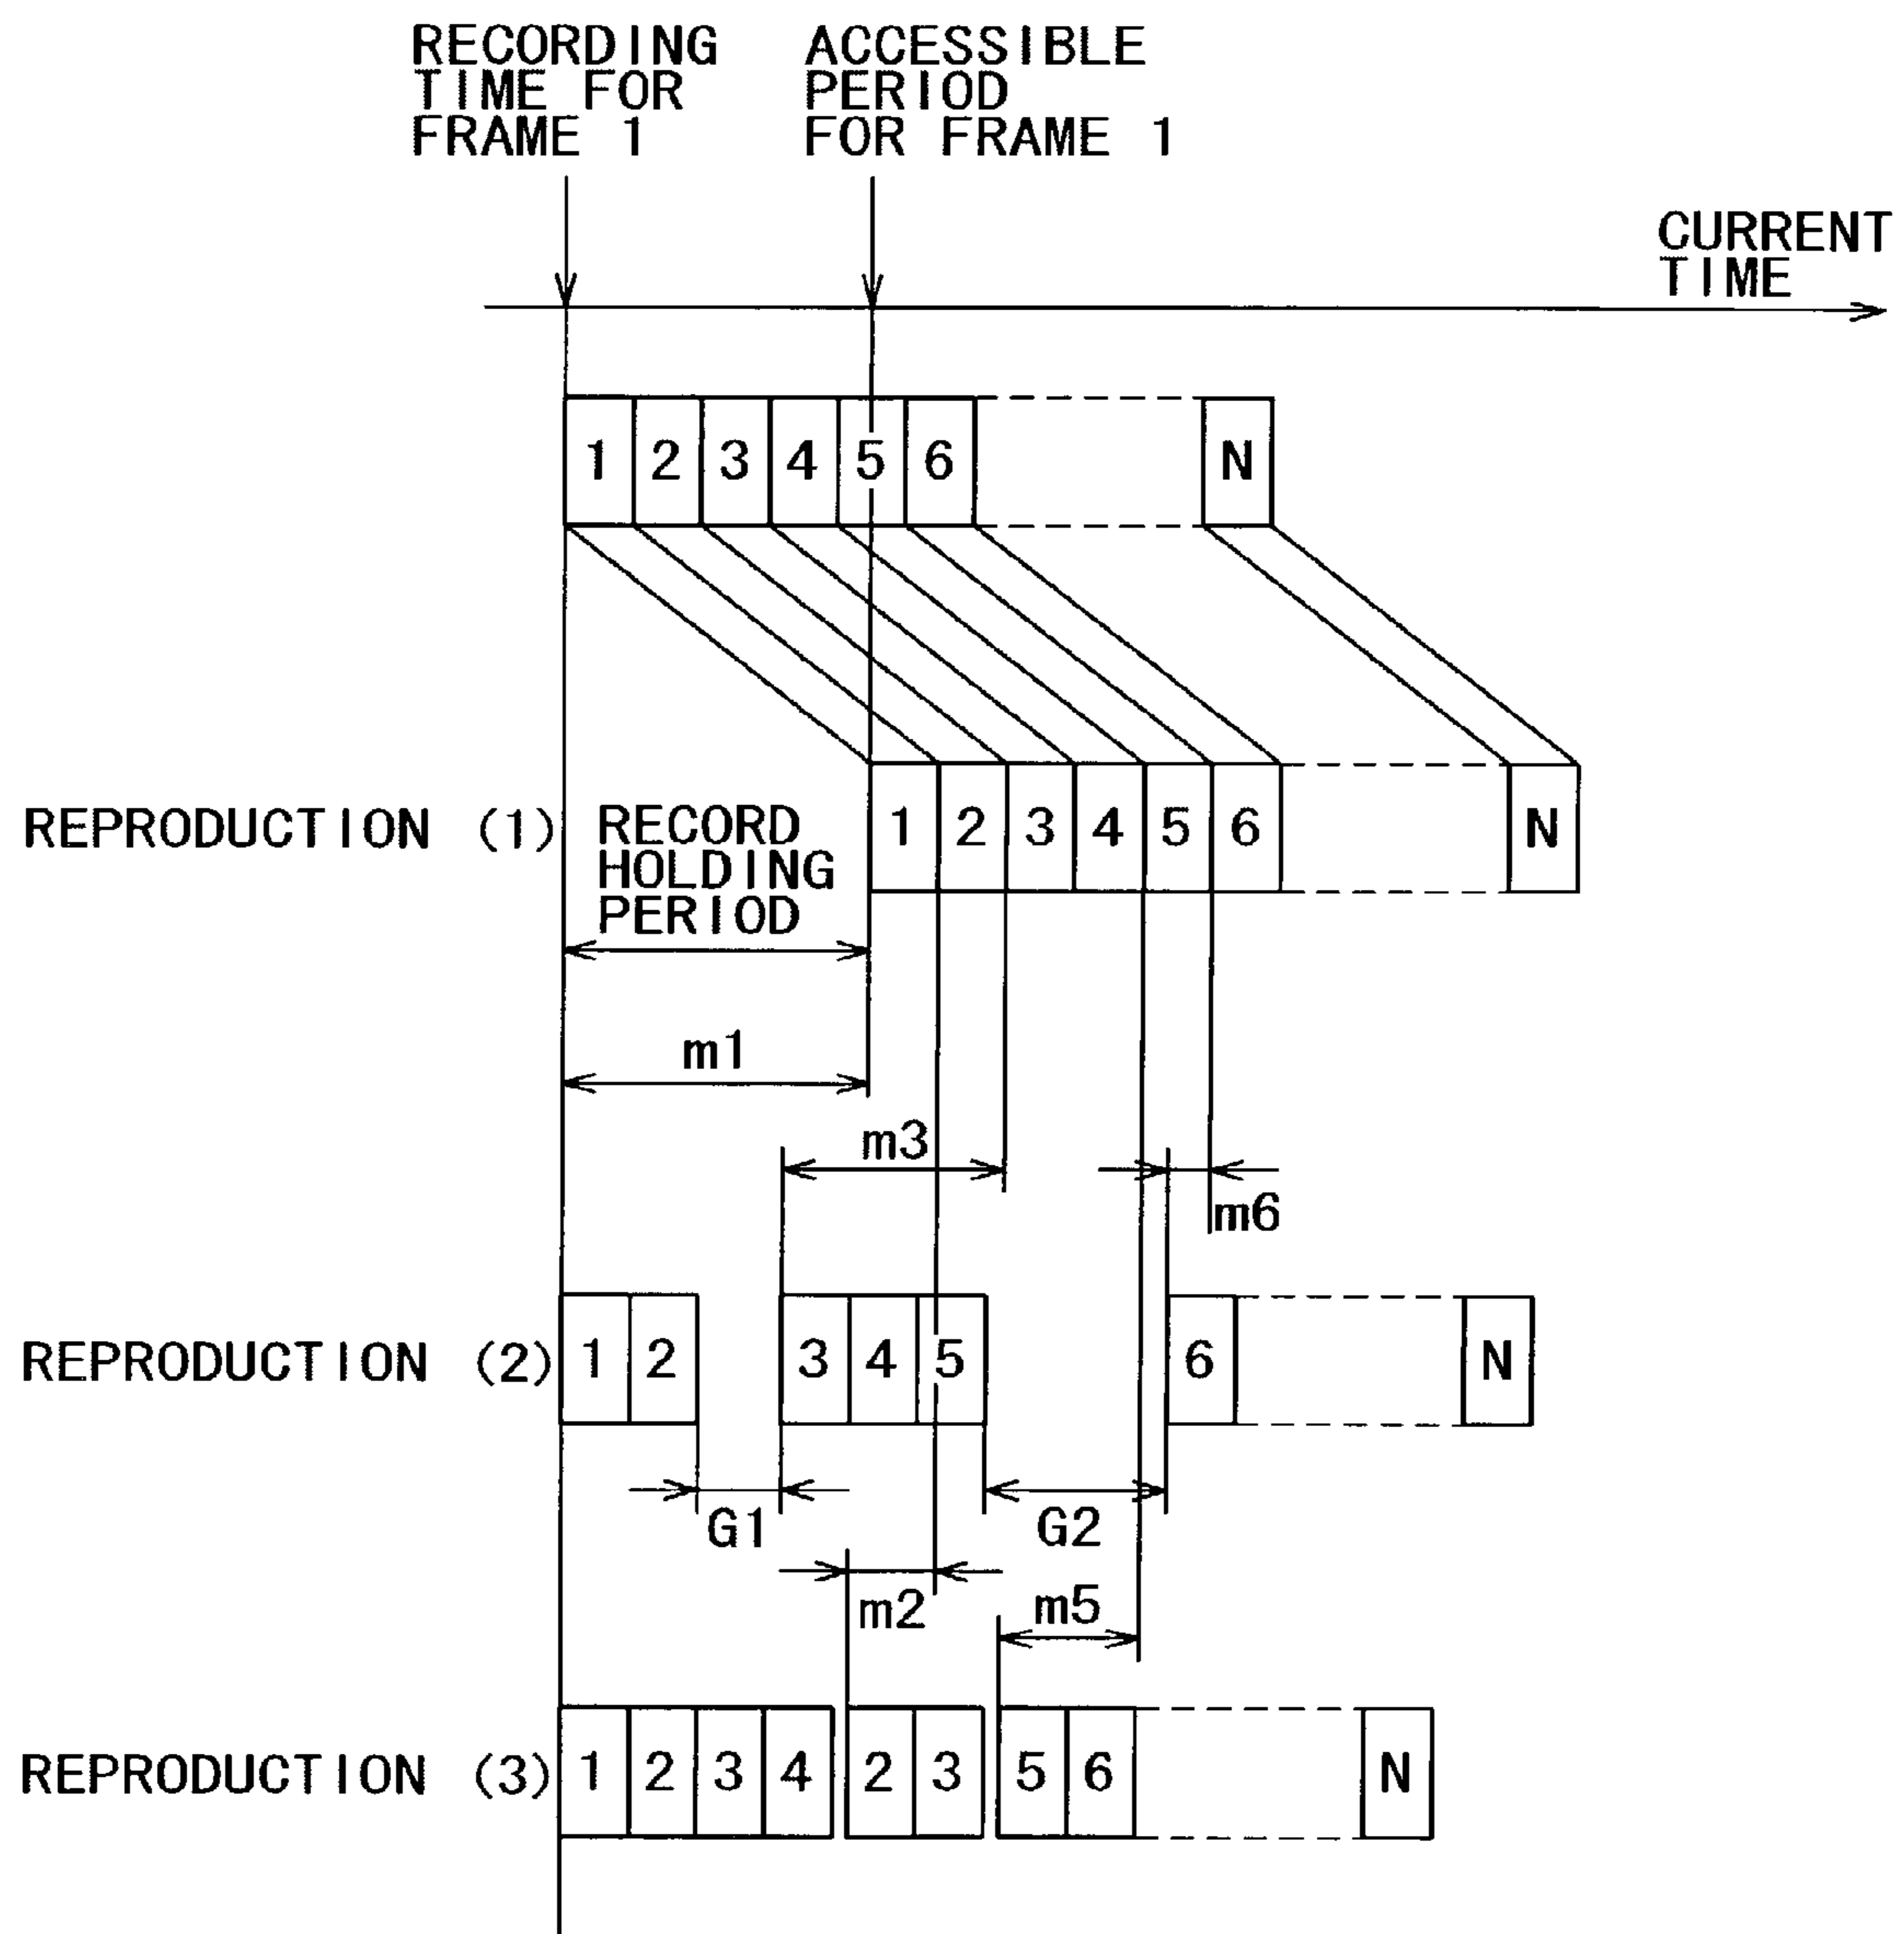 RECORDING
TIME FOR
FRAME 1
ACCESSIBLE
PERIOD
FOR FRAME 1
CURRENT
TIME
1 2 3 4 5 6 N
REPRODUCTION (1)
RECORD
HOLDING
PERIOD
1 2 3 4 5 6 N
m1
m3
m6
REPRODUCTION (2)
1 2 3 4 5 6 N
G1
G2
m2
m5
REPRODUCTION (3)
1 2 3 4 2 3 5 6 N